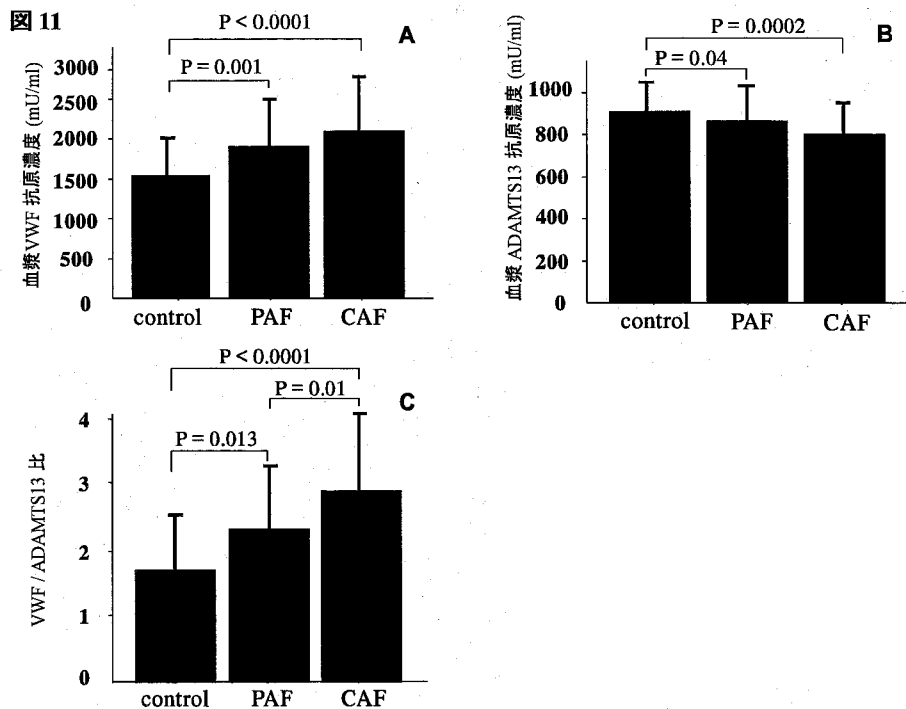 図 11
A
P < 0.0001
P = 0.001
血漿 VWF 抗原濃度 (mU/ml)
3000
2500
2000
1500
1000
500
0
control PAF CAF
B
P = 0.0002
P = 0.04
血漿 ADAMTS13 抗原濃度 (mU/ml)
1000
800
600
400
200
0
control PAF CAF
C
P < 0.0001
P = 0.01
P = 0.013
VWF / ADAMTS13 比
4
3
2
1
0
control PAF CAF